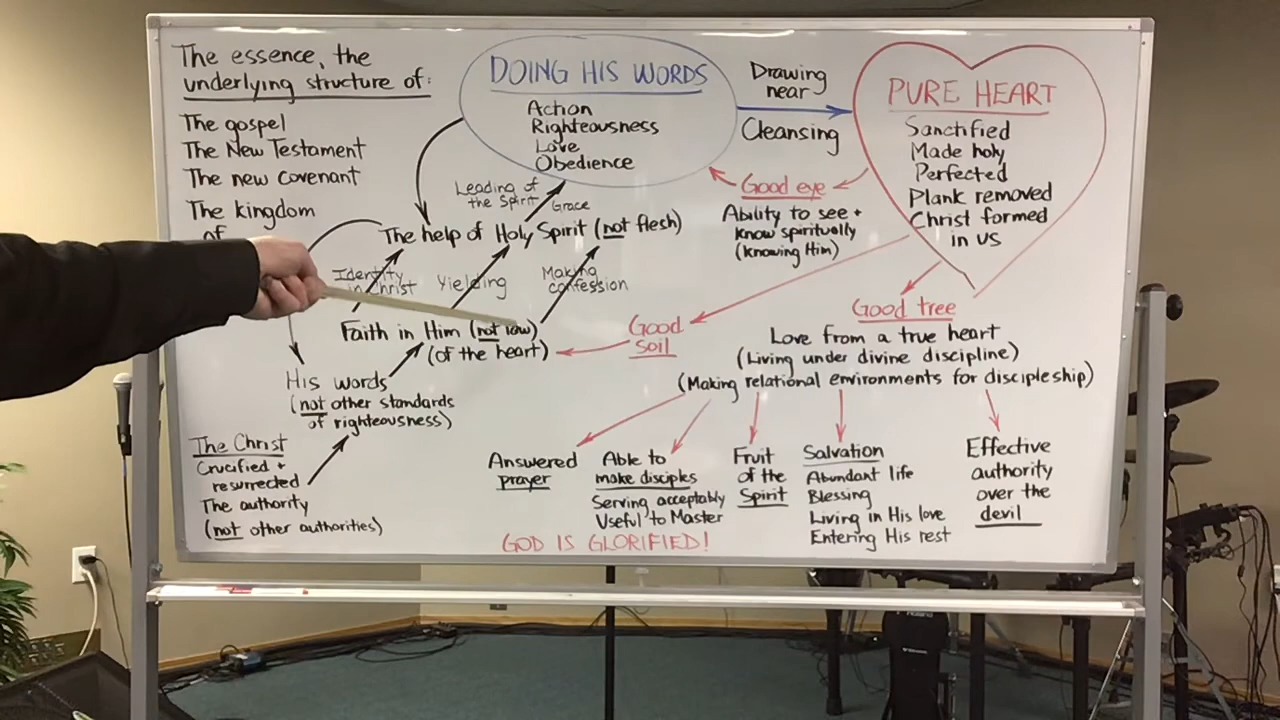 The essence, the
underlying structure of:
The gospel
The New Testament
The new covenant
The kingdom
of
DOING HIS WORDS
Action
Righteousness
Love
Obedience
Drawing
near
Cleansing
PURE HEART
Sanctified
Made holy
Perfected
Plank removed
Christ formed
in us
Good eye
Ability to see +
know spiritually
(knowing Him)
Leading of
the Spirit
Grace
The help of Holy Spirit (not flesh)
Identity
in Christ
Yielding
Making
confession
Faith in Him (not law)
(of the heart)
Good
soil
His words
(not other standards
of righteousness)
The Christ
Crucified +
resurrected
The authority
(not other authorities)
Good tree
Love from a true heart
(Living under divine discipline)
(Making relational environments for discipleship)
Answered
prayer
Able to
make disciples
Serving acceptably
Useful to Master
Fruit
of the
Spirit
Salvation
Abundant life
Blessing
Living in His love
Entering His rest
Effective
authority
over the
devil
GOD IS GLORIFIED!
Roland